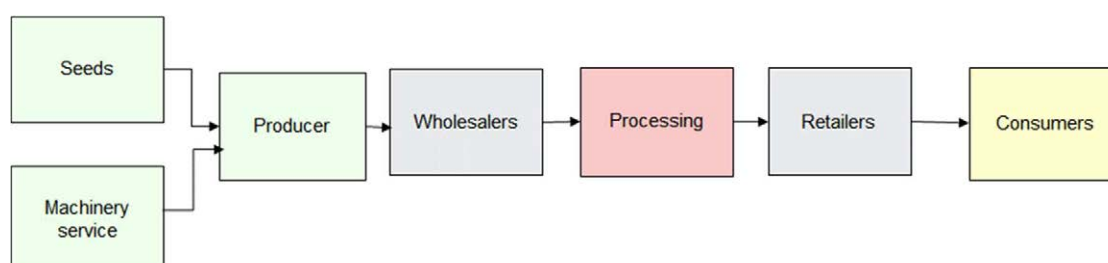 Seeds
Producer
Wholesalers
Processing
Retailers
Consumers
Machinery
service